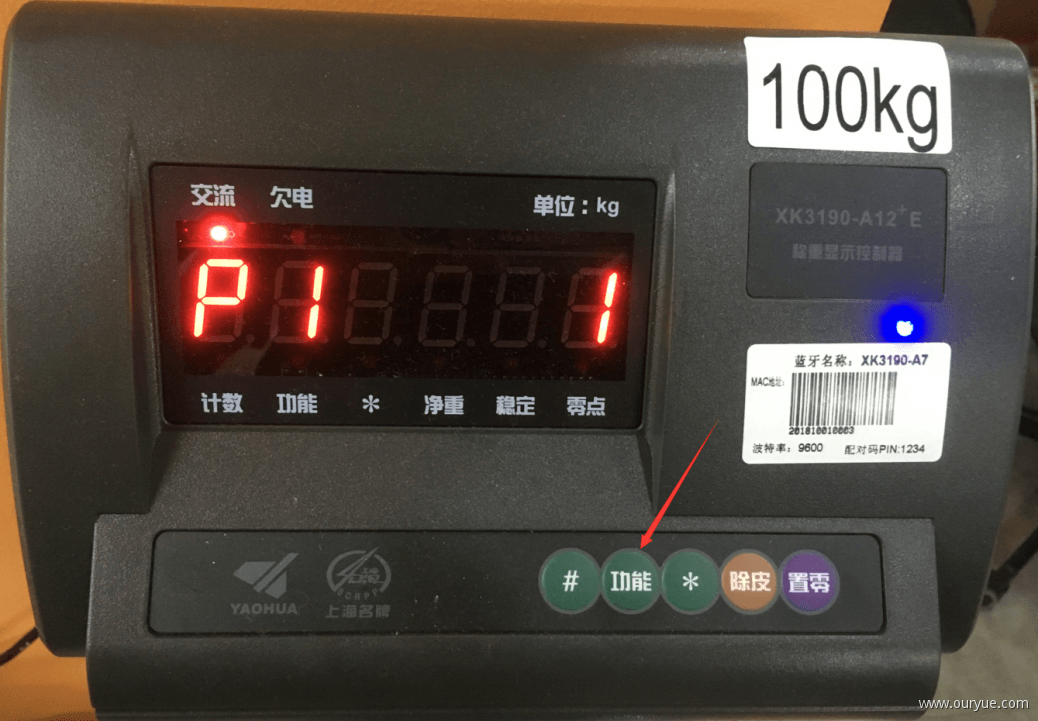 100kg
交流 欠电 单位：kg
XK3190-A12+E
称重显示控制器
P1 1
蓝牙名称：XK3190-A7
MAC地址：
201810010003
波特率：9600 配对码PIN:1234
计数 功能 * 净重 稳定 零点
# 功能 * 除皮 置零
YAOHUA
上海名牌
www.ouryue.com